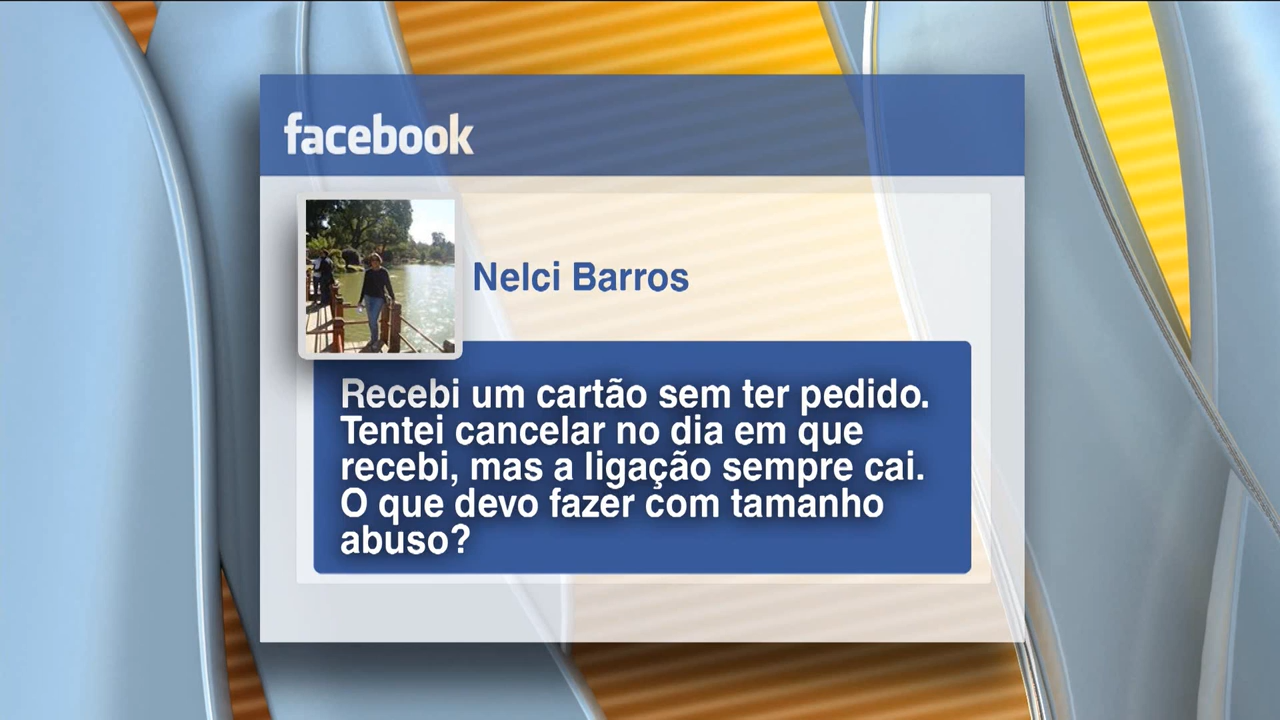 facebook
Nelci Barros
Recebi um cartão sem ter pedido.
Tentei cancelar no dia em que
recebi, mas a ligação sempre cai.
O que devo fazer com tamanho
abuso?